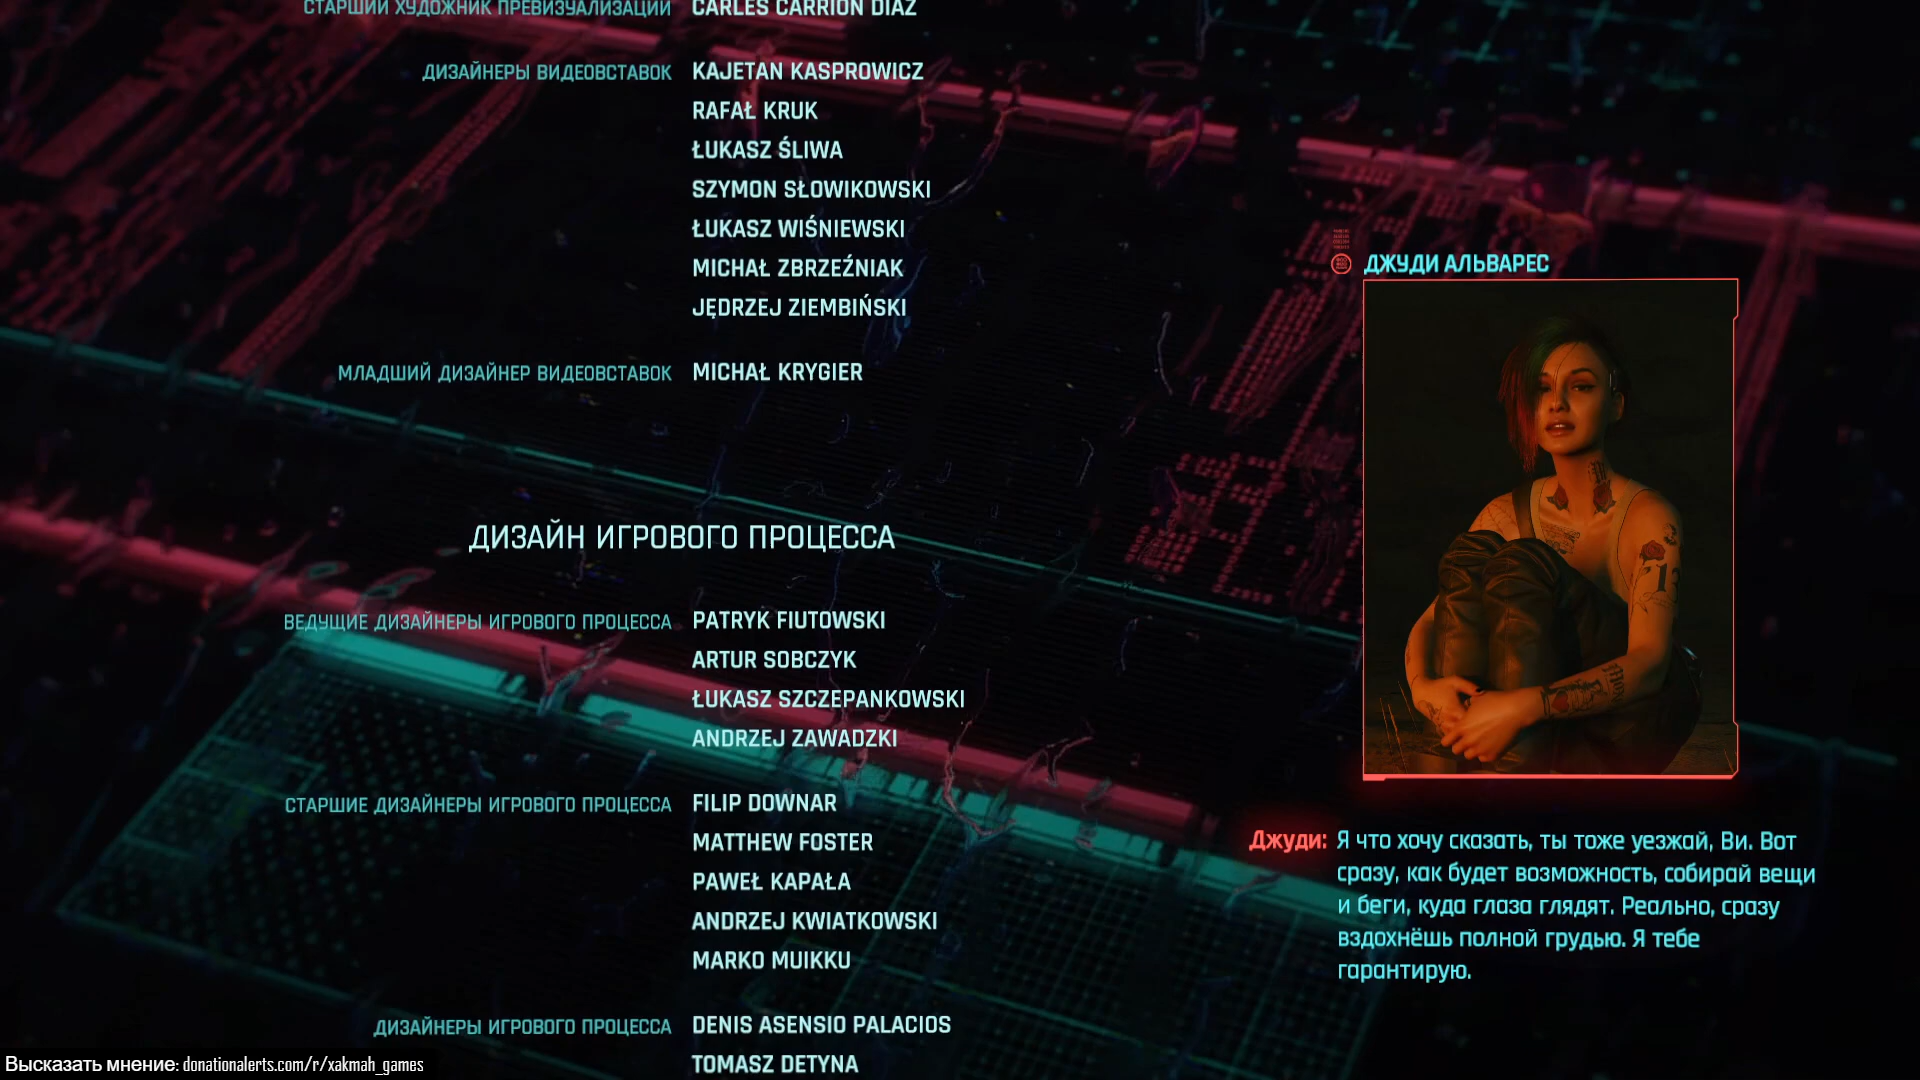 СТАРШИЙ ХУДОЖНИК ПРЕВИЗУАЛИЗАЦИИ CARLES CARRION DIAZ
ДИЗАЙНЕРЫ ВИДЕОВСТАВОК KAJETAN KASPROWICZ
RAFAŁ KRUK
ŁUKASZ ŚLIWA
SZYMON SŁOWIKOWSKI
ŁUKASZ WIŚNIEWSKI
MICHAŁ ZBRZEŹNIAK
JĘDRZEJ ZIEMBIŃSKI
МЛАДШИЙ ДИЗАЙНЕР ВИДЕОВСТАВОК MICHAŁ KRYGIER
ДИЗАЙН ИГРОВОГО ПРОЦЕССА
ВЕДУЩИЕ ДИЗАЙНЕРЫ ИГРОВОГО ПРОЦЕССА PATRYK FIUTOWSKI
ARTUR SOBCZYK
ŁUKASZ SZCZEPANKOWSKI
ANDRZEJ ZAWADZKI
СТАРШИЕ ДИЗАЙНЕРЫ ИГРОВОГО ПРОЦЕССА FILIP DOWNAR
MATTHEW FOSTER
PAWEŁ KAPAŁA
ANDRZEJ KWIATKOWSKI
MARKO MUIKKU
ДИЗАЙНЕРЫ ИГРОВОГО ПРОЦЕССА DENIS ASENSIO PALACIOS
TOMASZ DETYNA
ДЖУДИ АЛЬВАРЕС
Джуди: Я что хочу сказать, ты тоже уезжай, Ви. Вот
сразу, как будет возможность, собирай вещи
и беги, куда глаза глядят. Реально, сразу
вздохнёшь полной грудью. Я тебе
гарантирую.
Высказать мнение: donationalerts.com/r/xakmah_games